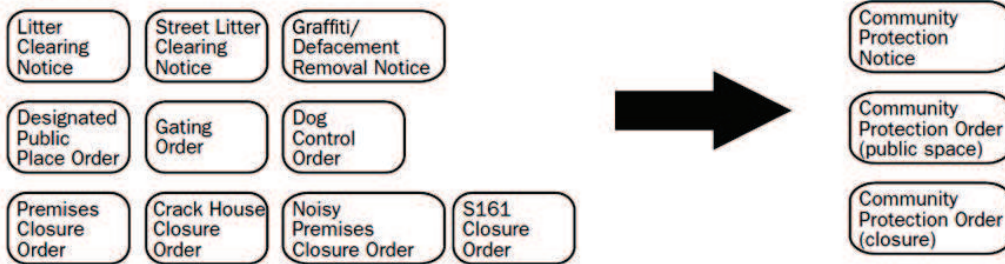 Litter
Clearing
Notice
Street Litter
Clearing
Notice
Graffiti/
Defacement
Removal Notice
Designated
Public
Place Order
Gating
Order
Dog
Control
Order
Premises
Closure
Order
Crack House
Closure
Order
Noisy
Premises
Closure Order
S161
Closure
Order
Community
Protection
Notice
Community
Protection Order
(public space)
Community
Protection Order
(closure)